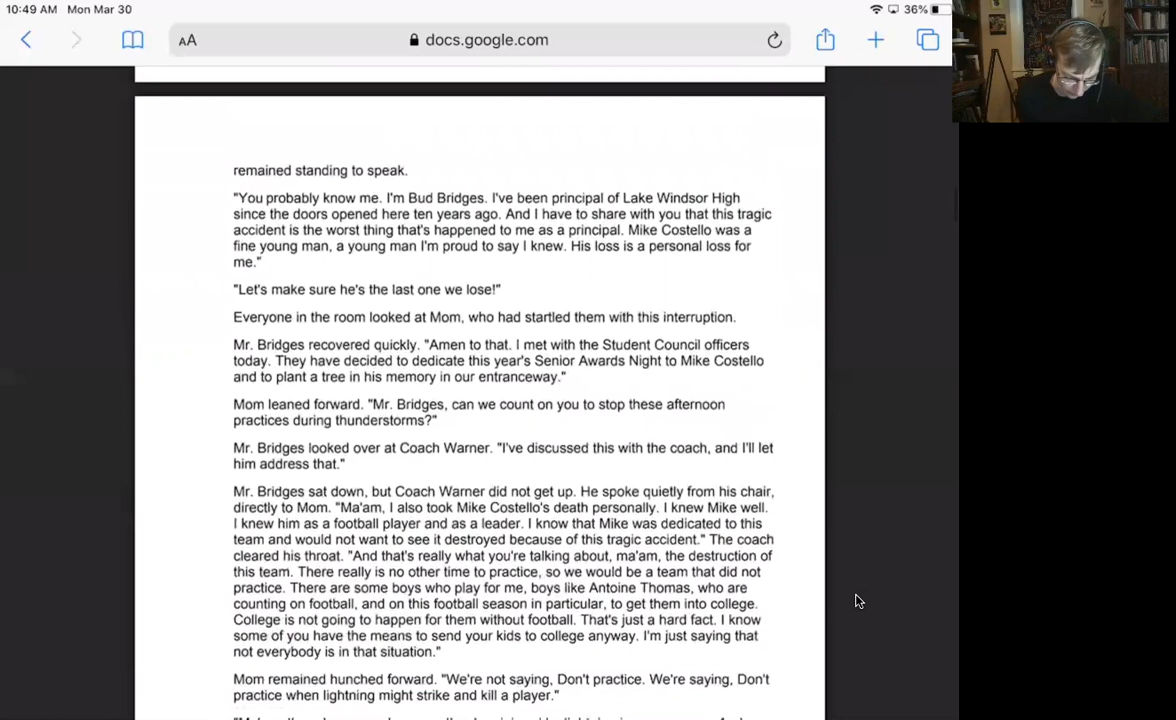 10:49 AM Mon Mar 30
36%
AA
docs.google.com
remained standing to speak.
"You probably know me. I'm Bud Bridges. I've been principal of Lake Windsor High
since the doors opened here ten years ago. And I have to share with you that this tragic
accident is the worst thing that's happened to me as a principal. Mike Costello was a
fine young man, a young man I'm proud to say I knew. His loss is a personal loss for
me."
"Let's make sure he's the last one we lose!"
Everyone in the room looked at Mom, who had startled them with this interruption.
Mr. Bridges recovered quickly. "Amen to that. I met with the Student Council officers
today. They have decided to dedicate this year's Senior Awards Night to Mike Costello
and to plant a tree in his memory in our entranceway."
Mom leaned forward. "Mr. Bridges, can we count on you to stop these afternoon
practices during thunderstorms?"
Mr. Bridges looked over at Coach Warner. "I've discussed this with the coach, and I'll let
him address that."
Mr. Bridges sat down, but Coach Warner did not get up. He spoke quietly from his chair,
directly to Mom. "Ma'am, I also took Mike Costello's death personally. I knew Mike well.
I knew him as a football player and as a leader. I know that Mike was dedicated to this
team and would not want to see it destroyed because of this tragic accident." The coach
cleared his throat. "And that's really what you're talking about, ma'am, the destruction of
this team. There really is no other time to practice, so we would be a team that did not
practice. There are some boys who play for me, boys like Antoine Thomas, who are
counting on football, and on this football season in particular, to get them into college.
College is not going to happen for them without football. That's just a hard fact. I know
some of you have the means to send your kids to college anyway. I'm just saying that
not everybody is in that situation."
Mom remained hunched forward. "We're not saying, Don't practice. We're saying, Don't
practice when lightning might strike and kill a player."